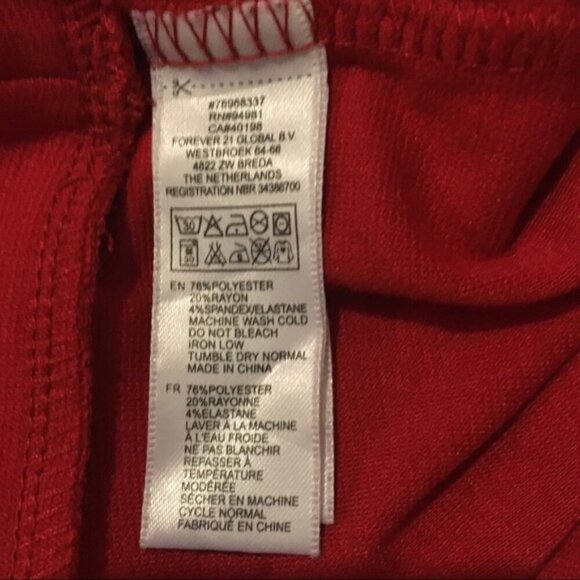 #78968337
RN#94981
CA#40198
FOREVER 21 GLOBAL B.V.
WESTBROEK 64-66
4822 ZW BREDA
THE NETHERLANDS
REGISTRATION NBR 34386700
30
EN 76%POLYESTER
20%RAYON
4%SPANDEX/ELASTANE
MACHINE WASH COLD
DO NOT BLEACH
IRON LOW
TUMBLE DRY NORMAL
MADE IN CHINA
FR 76%POLYESTER
20%RAYONNE
4%ELASTANE
LAVER À LA MACHINE
À L'EAU FROIDE
NE PAS BLANCHIR
REPASSER À
TEMPÉRATURE
MODÉRÉE
SÉCHER EN MACHINE
CYCLE NORMAL
FABRIQUÉ EN CHINE